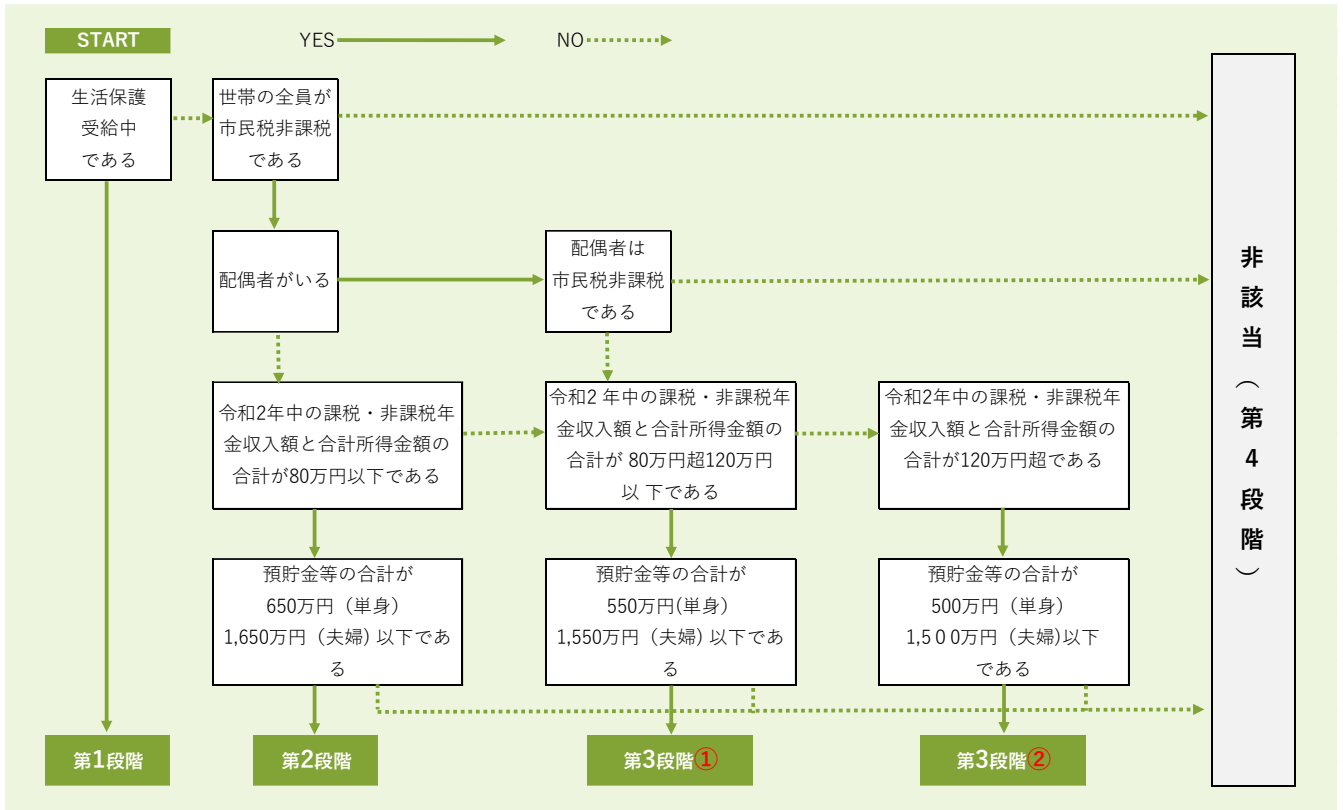 START
YES
NO
生活保護
受給中
である
世帯の全員が
市民税非課税
である
配偶者がいる
配偶者は
市民税非課税
である
令和2年中の課税・非課税年
金収入額と合計所得金額の
合計が80万円以下である
令和2 年中の課税・非課税年
金収入額と合計所得金額の
合計が 80万円超120万円
以 下である
令和2年中の課税・非課税年
金収入額と合計所得金額の
合計が120万円超である
預貯金等の合計が
650万円（単身）
1,650万円（夫婦) 以下であ
る
預貯金等の合計が
550万円(単身）
1,550万円（夫婦) 以下であ
る
預貯金等の合計が
500万円（単身）
1,5０0万円（夫婦)以下
である
第1段階
第2段階
第3段階①
第3段階②
非該当（第4段階）